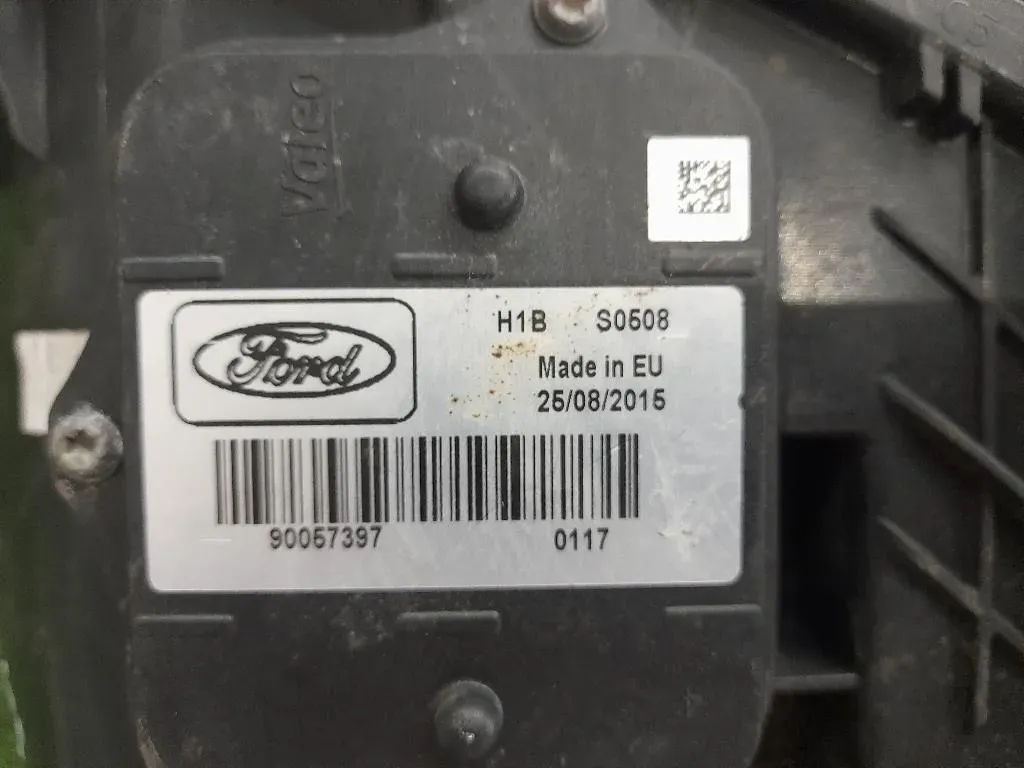 Valeo
Ford
H1B S0508
Made in EU
25/08/2015
90057397 0117